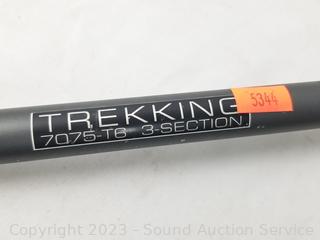 TREKKING
7075-T6 3-SECTION
5344
Copyright 2023 - Sound Auction Service